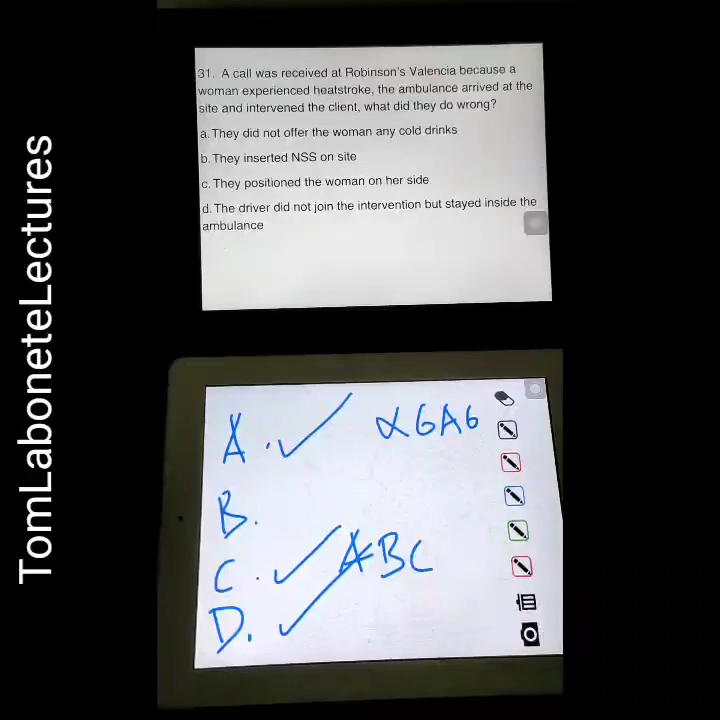 TomLaboneteLectures
31. A call was received at Robinson's Valencia because a
woman experienced heatstroke, the ambulance arrived at the
site and intervened the client, what did they do wrong?
a. They did not offer the woman any cold drinks
b. They inserted NSS on site
c. They positioned the woman on her side
d. The driver did not join the intervention but stayed inside the
ambulance
A. ✓ αGAG
B.
C. ✓ ABC
D. ✓